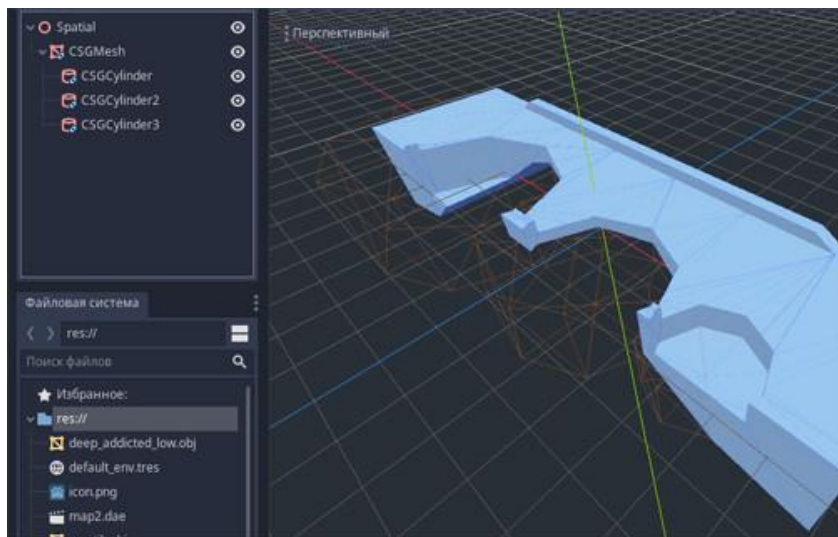 Spatial
CSGMesh
CSGCylinder
CSGCylinder2
CSGCylinder3
Перспективный
Файловая система
res://
Поиск файлов
Избранное:
res://
deep_addicted_low.obj
default_env.tres
icon.png
map2.dae